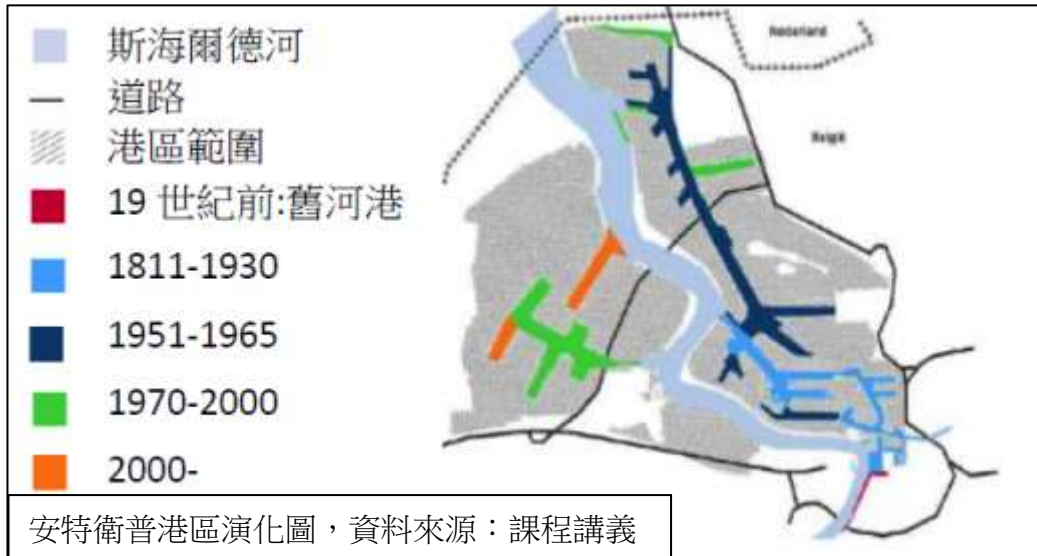 斯海爾德河
道路
港區範圍
19 世紀前:舊河港
1811-1930
1951-1965
1970-2000
2000-
Nederland
België
安特衛普港區演化圖，資料來源：課程講義